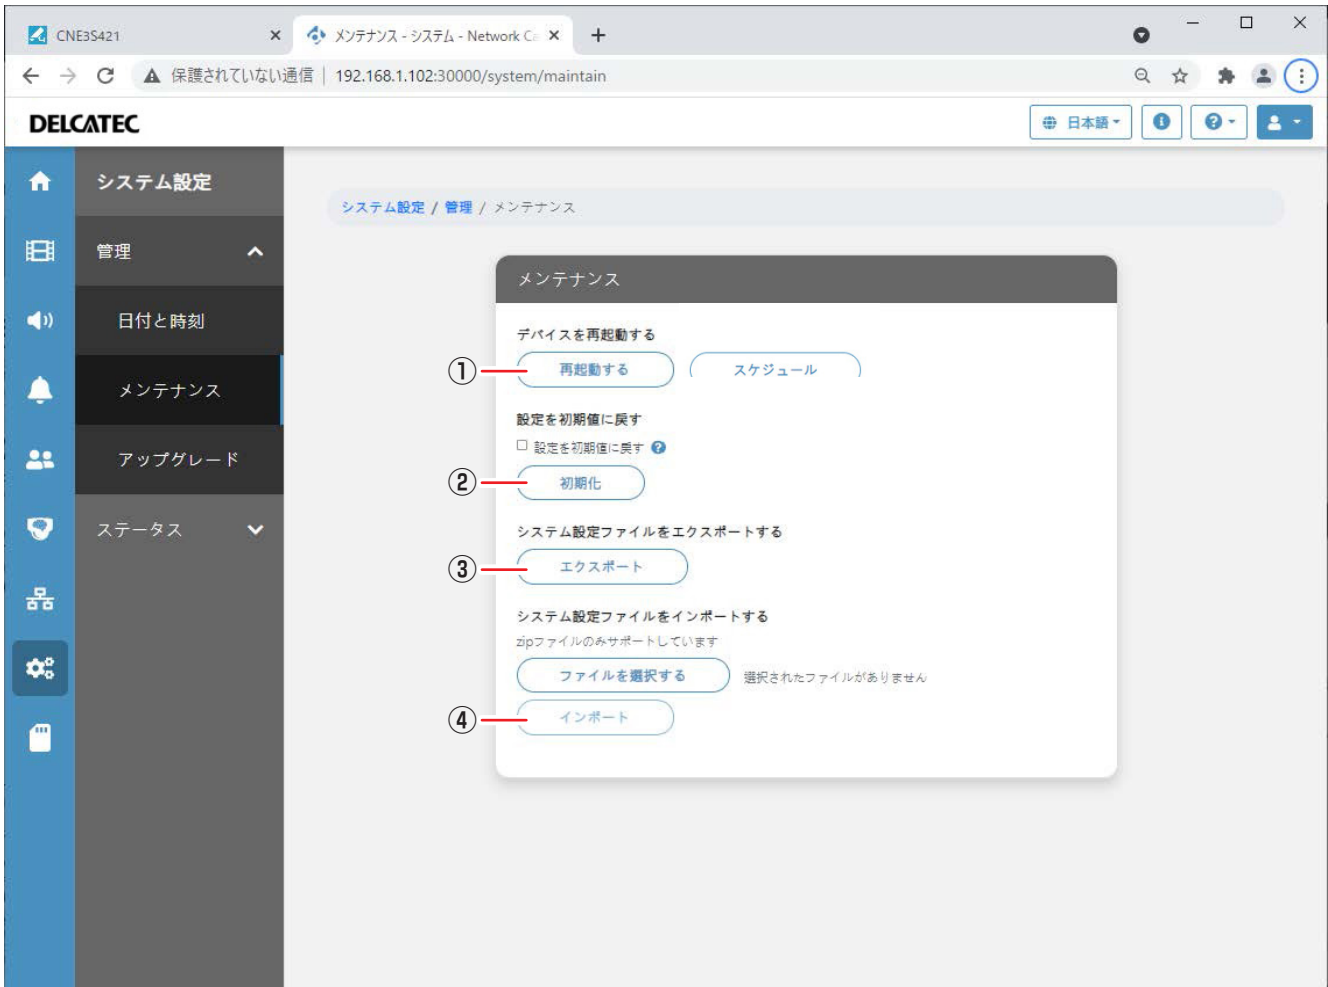 CNE3S421
メンテナンス - システム - Network Ca
保護されていない通信 | 192.168.1.102:30000/system/maintain
DELCATEC
日本語
システム設定
システム設定 / 管理 / メンテナンス
管理
メンテナンス
日付と時刻
デバイスを再起動する
① 再起動する スケジュール
メンテナンス
設定を初期値に戻す
設定を初期値に戻す
アップグレード
② 初期化
ステータス
システム設定ファイルをエクスポートする
③ エクスポート
システム設定ファイルをインポートする
zipファイルのみサポートしています
ファイルを選択する 選択されたファイルがありません
④ インポート